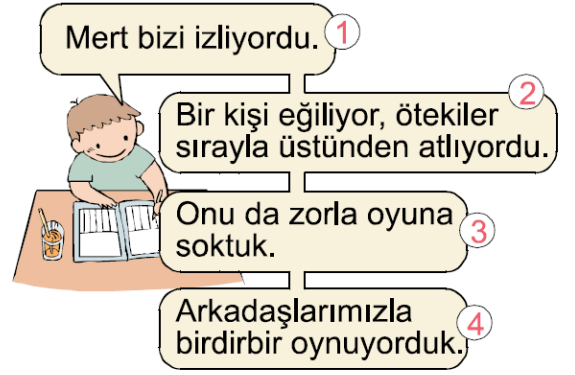 Mert bizi izliyordu. 1
2
Bir kişi eğiliyor, ötekiler
sırayla üstünden atlıyordu.
Onu da zorla oyuna
soktuk. 3
Arkadaşlarımızla 4
birdirbir oynuyorduk.